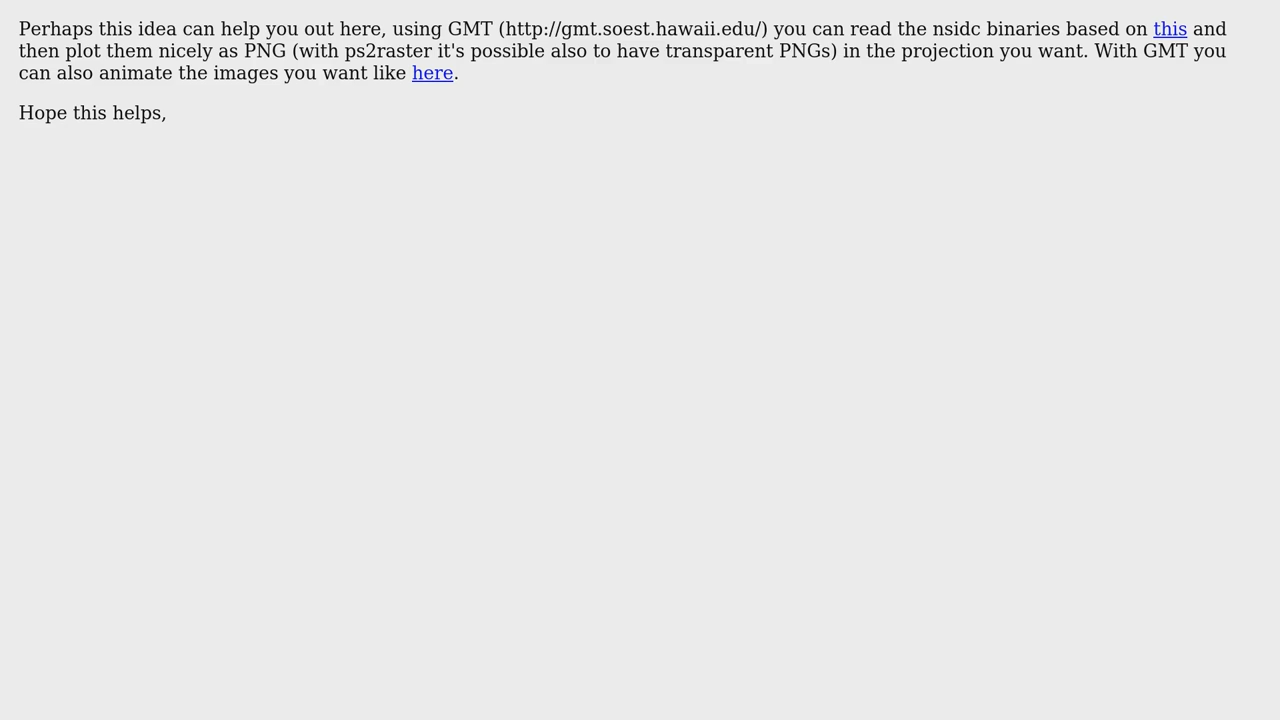 Perhaps this idea can help you out here, using GMT (http://gmt.soest.hawaii.edu/) you can read the nsidc binaries based on this and
then plot them nicely as PNG (with ps2raster it's possible also to have transparent PNGs) in the projection you want. With GMT you
can also animate the images you want like here.
Hope this helps,